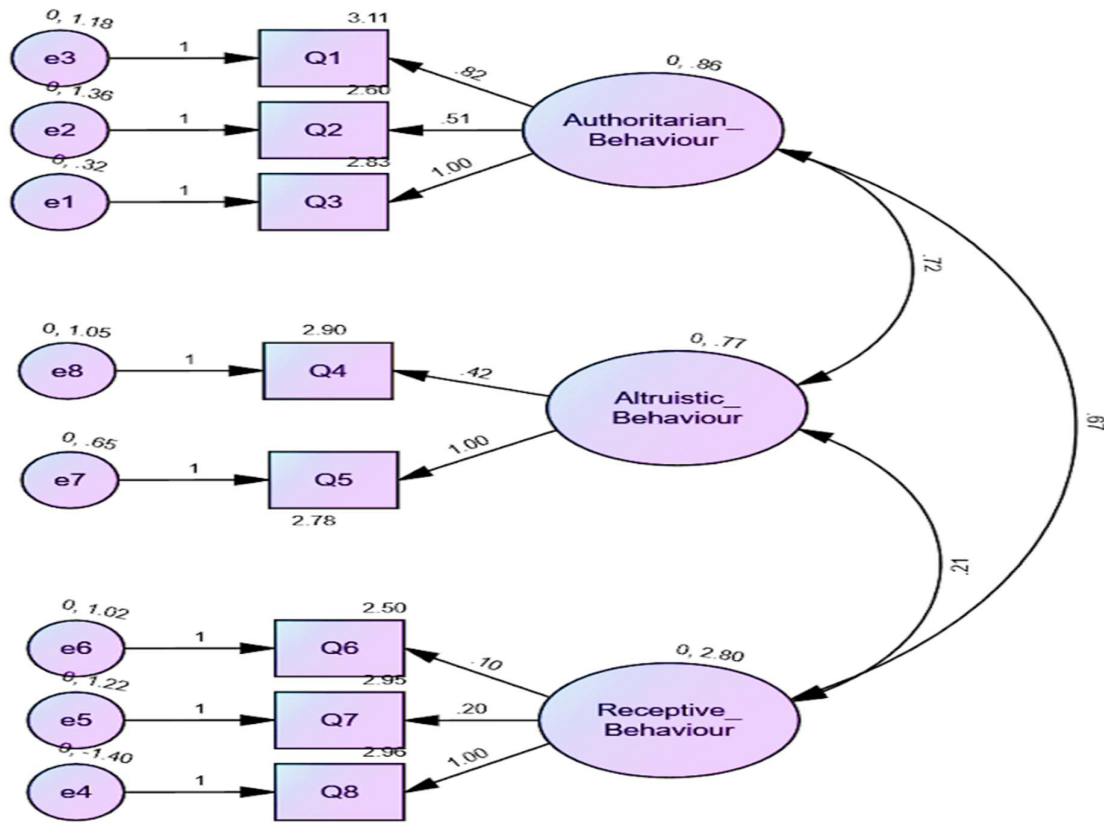 0, 1.18
e3
1
3.11
Q1
.82
0, 1.36
e2
1
2.60
Q2
.51
0, .32
e1
1
2.83
Q3
1.00
0, .86
Authoritarian_
Behaviour
.72
.67
0, 1.05
e8
1
2.90
Q4
.42
0, .65
e7
1
Q5
2.78
1.00
0, .77
Altruistic_
Behaviour
.21
0, 1.02
e6
1
2.50
Q6
.10
0, 1.22
e5
1
2.95
Q7
.20
0, -1.40
e4
1
2.96
Q8
1.00
0, 2.80
Receptive_
Behaviour